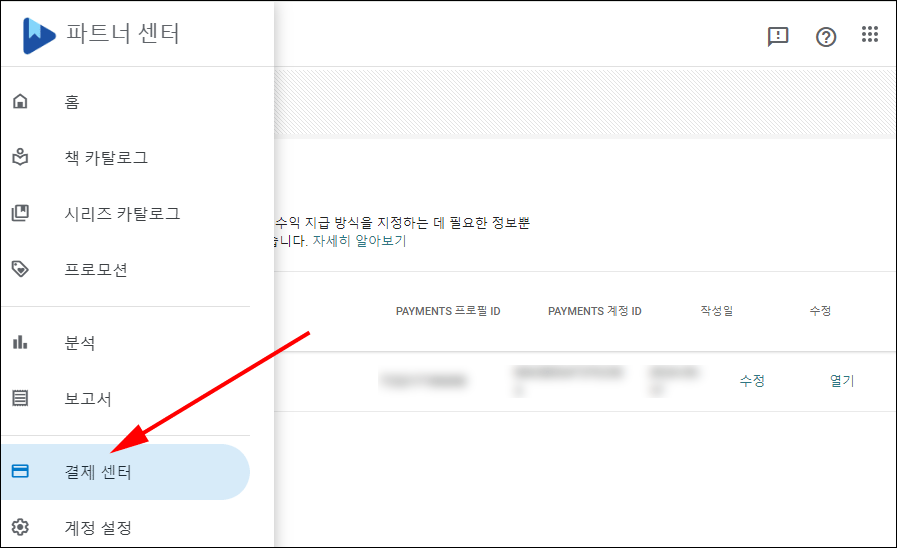 파트너 센터
홈
책 카탈로그
시리즈 카탈로그
프로모션
분석
보고서
결제 센터
계정 설정
수익 지급 방식을 지정하는 데 필요한 정보뿐
습니다. 자세히 알아보기
PAYMENTS 프로필 ID PAYMENTS 계정 ID 작성일 수정
수정 열기